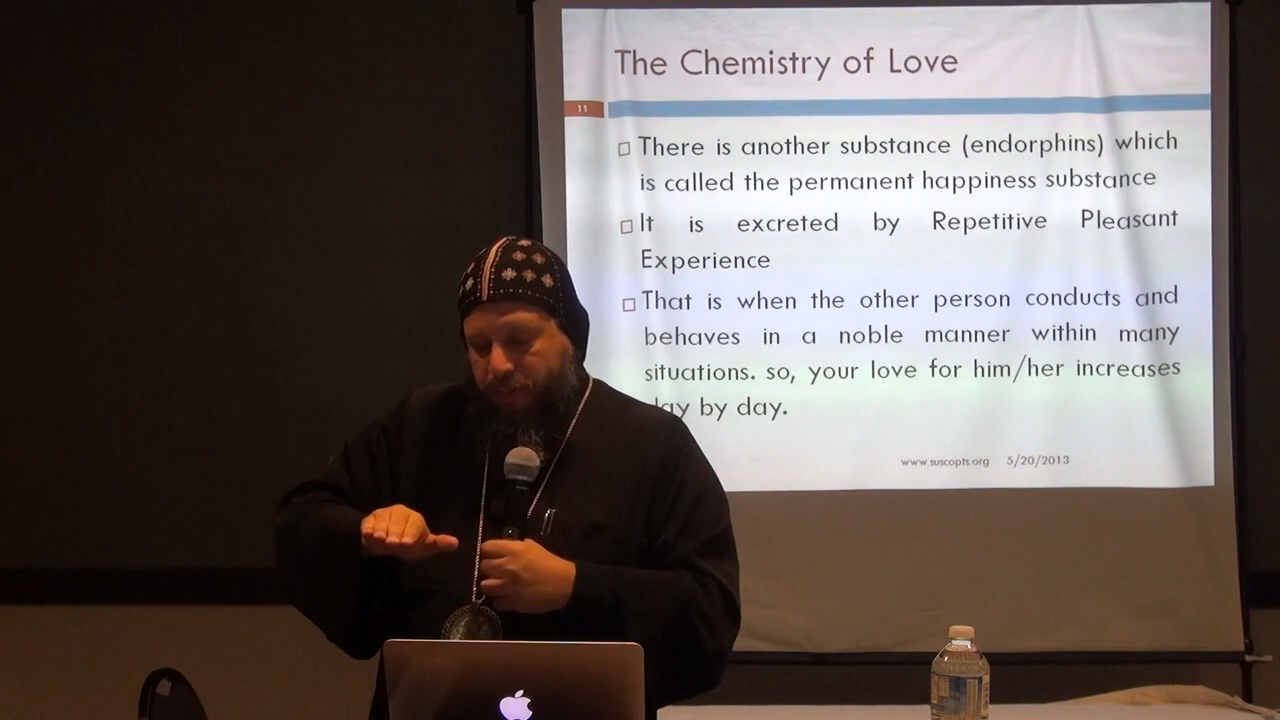 The Chemistry of Love
11
There is another substance (endorphins) which
is called the permanent happiness substance
It is excreted by Repetitive Pleasant
Experience
That is when the other person conducts and
behaves in a noble manner within many
situations. so, your love for him/her increases
day by day.
www.suscopts.org 5/20/2013